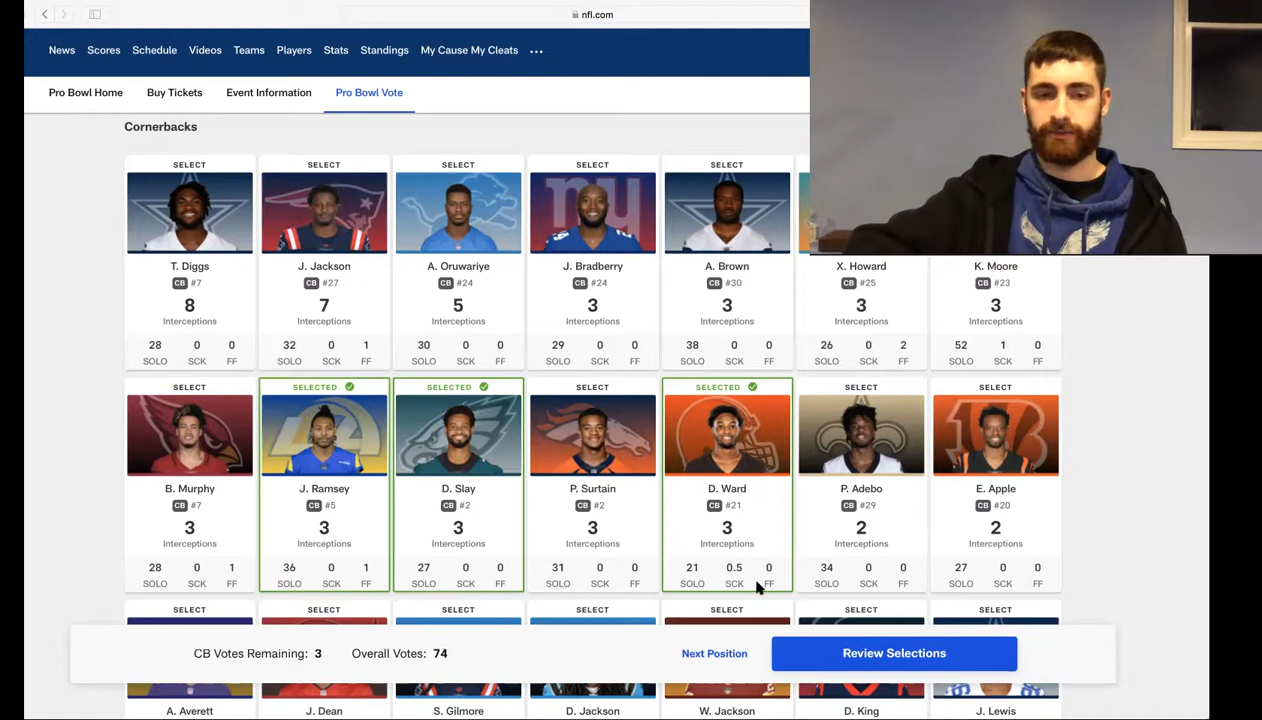 nfl.com
News Scores Schedule Videos Teams Players Stats Standings My Cause My Cleats ...
Pro Bowl Home Buy Tickets Event Information Pro Bowl Vote
Cornerbacks
SELECT SELECT SELECT SELECT SELECT
ny
T. Diggs J. Jackson A. Oruwariye J. Bradberry A. Brown X. Howard K. Moore
CB #7 CB #27 CB #24 CB #24 CB #30 CB #25 CB #23
8 7 5 3 3 3 3
Interceptions Interceptions Interceptions Interceptions Interceptions Interceptions Interceptions
28 0 0 32 0 1 30 0 0 29 0 0 38 0 0 26 0 2 52 1 0
SOLO SCK FF SOLO SCK FF SOLO SCK FF SOLO SCK FF SOLO SCK FF SOLO SCK FF SOLO SCK FF
SELECT SELECTED SELECTED SELECT SELECTED SELECT SELECT
B. Murphy J. Ramsey D. Slay P. Surtain D. Ward P. Adebo E. Apple
CB #7 CB #5 CB #2 CB #2 CB #21 CB #29 CB #20
3 3 3 3 3 2 2
Interceptions Interceptions Interceptions Interceptions Interceptions Interceptions Interceptions
28 0 1 36 0 1 27 0 0 31 0 0 21 0.5 0 34 0 0 27 0 0
SOLO SCK FF SOLO SCK FF SOLO SCK FF SOLO SCK FF SOLO SCK FF SOLO SCK FF SOLO SCK FF
SELECT SELECT SELECT SELECT SELECT SELECT SELECT
CB Votes Remaining: 3 Overall Votes: 74 Next Position Review Selections
A. Averett J. Dean S. Gilmore D. Jackson W. Jackson D. King J. Lewis